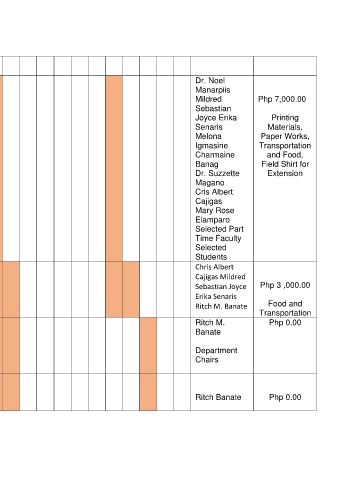 Dr. Noel
Manarpiis
Mildred
Sebastian
Joyce Erika
Senaris
Melona
Igmasine
Charmaine
Banag
Dr. Suzzette
Magano
Cris Albert
Cajigas
Mary Rose
Elamparo
Selected Part
Time Faculty
Selected
Students
Php 7,000.00
Printing
Materials,
Paper Works,
Transportation
and Food.
Field Shirt for
Extension
Chris Albert
Cajigas Mildred
Sebastian Joyce
Erika Senaris
Ritch M. Banate
Php 3 ,000.00
Food and
Transportation
Ritch M.
Banate
Department
Chairs
Php 0.00
Ritch Banate
Php 0.00